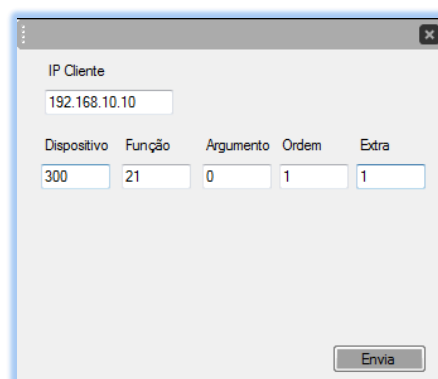 IP Cliente
192.168.10.10
Dispositivo Função Argumento Ordem Extra
300 21 0 1 1
Envia